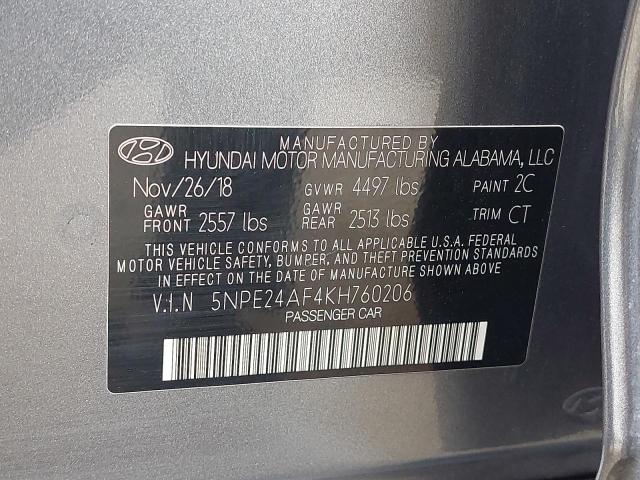 MANUFACTURED BY
HYUNDAI MOTOR MANUFACTURING ALABAMA, LLC
Nov/26/18 GVWR 4497 lbs PAINT 2C
GAWR FRONT 2557 lbs GAWR REAR 2513 lbs TRIM CT
THIS VEHICLE CONFORMS TO ALL APPLICABLE U.S.A. FEDERAL
MOTOR VEHICLE SAFETY, BUMPER, AND THEFT PREVENTION STANDARDS
IN EFFECT ON THE DATE OF MANUFACTURE SHOWN ABOVE
V.I.N 5NPE24AF4KH760206
PASSENGER CAR